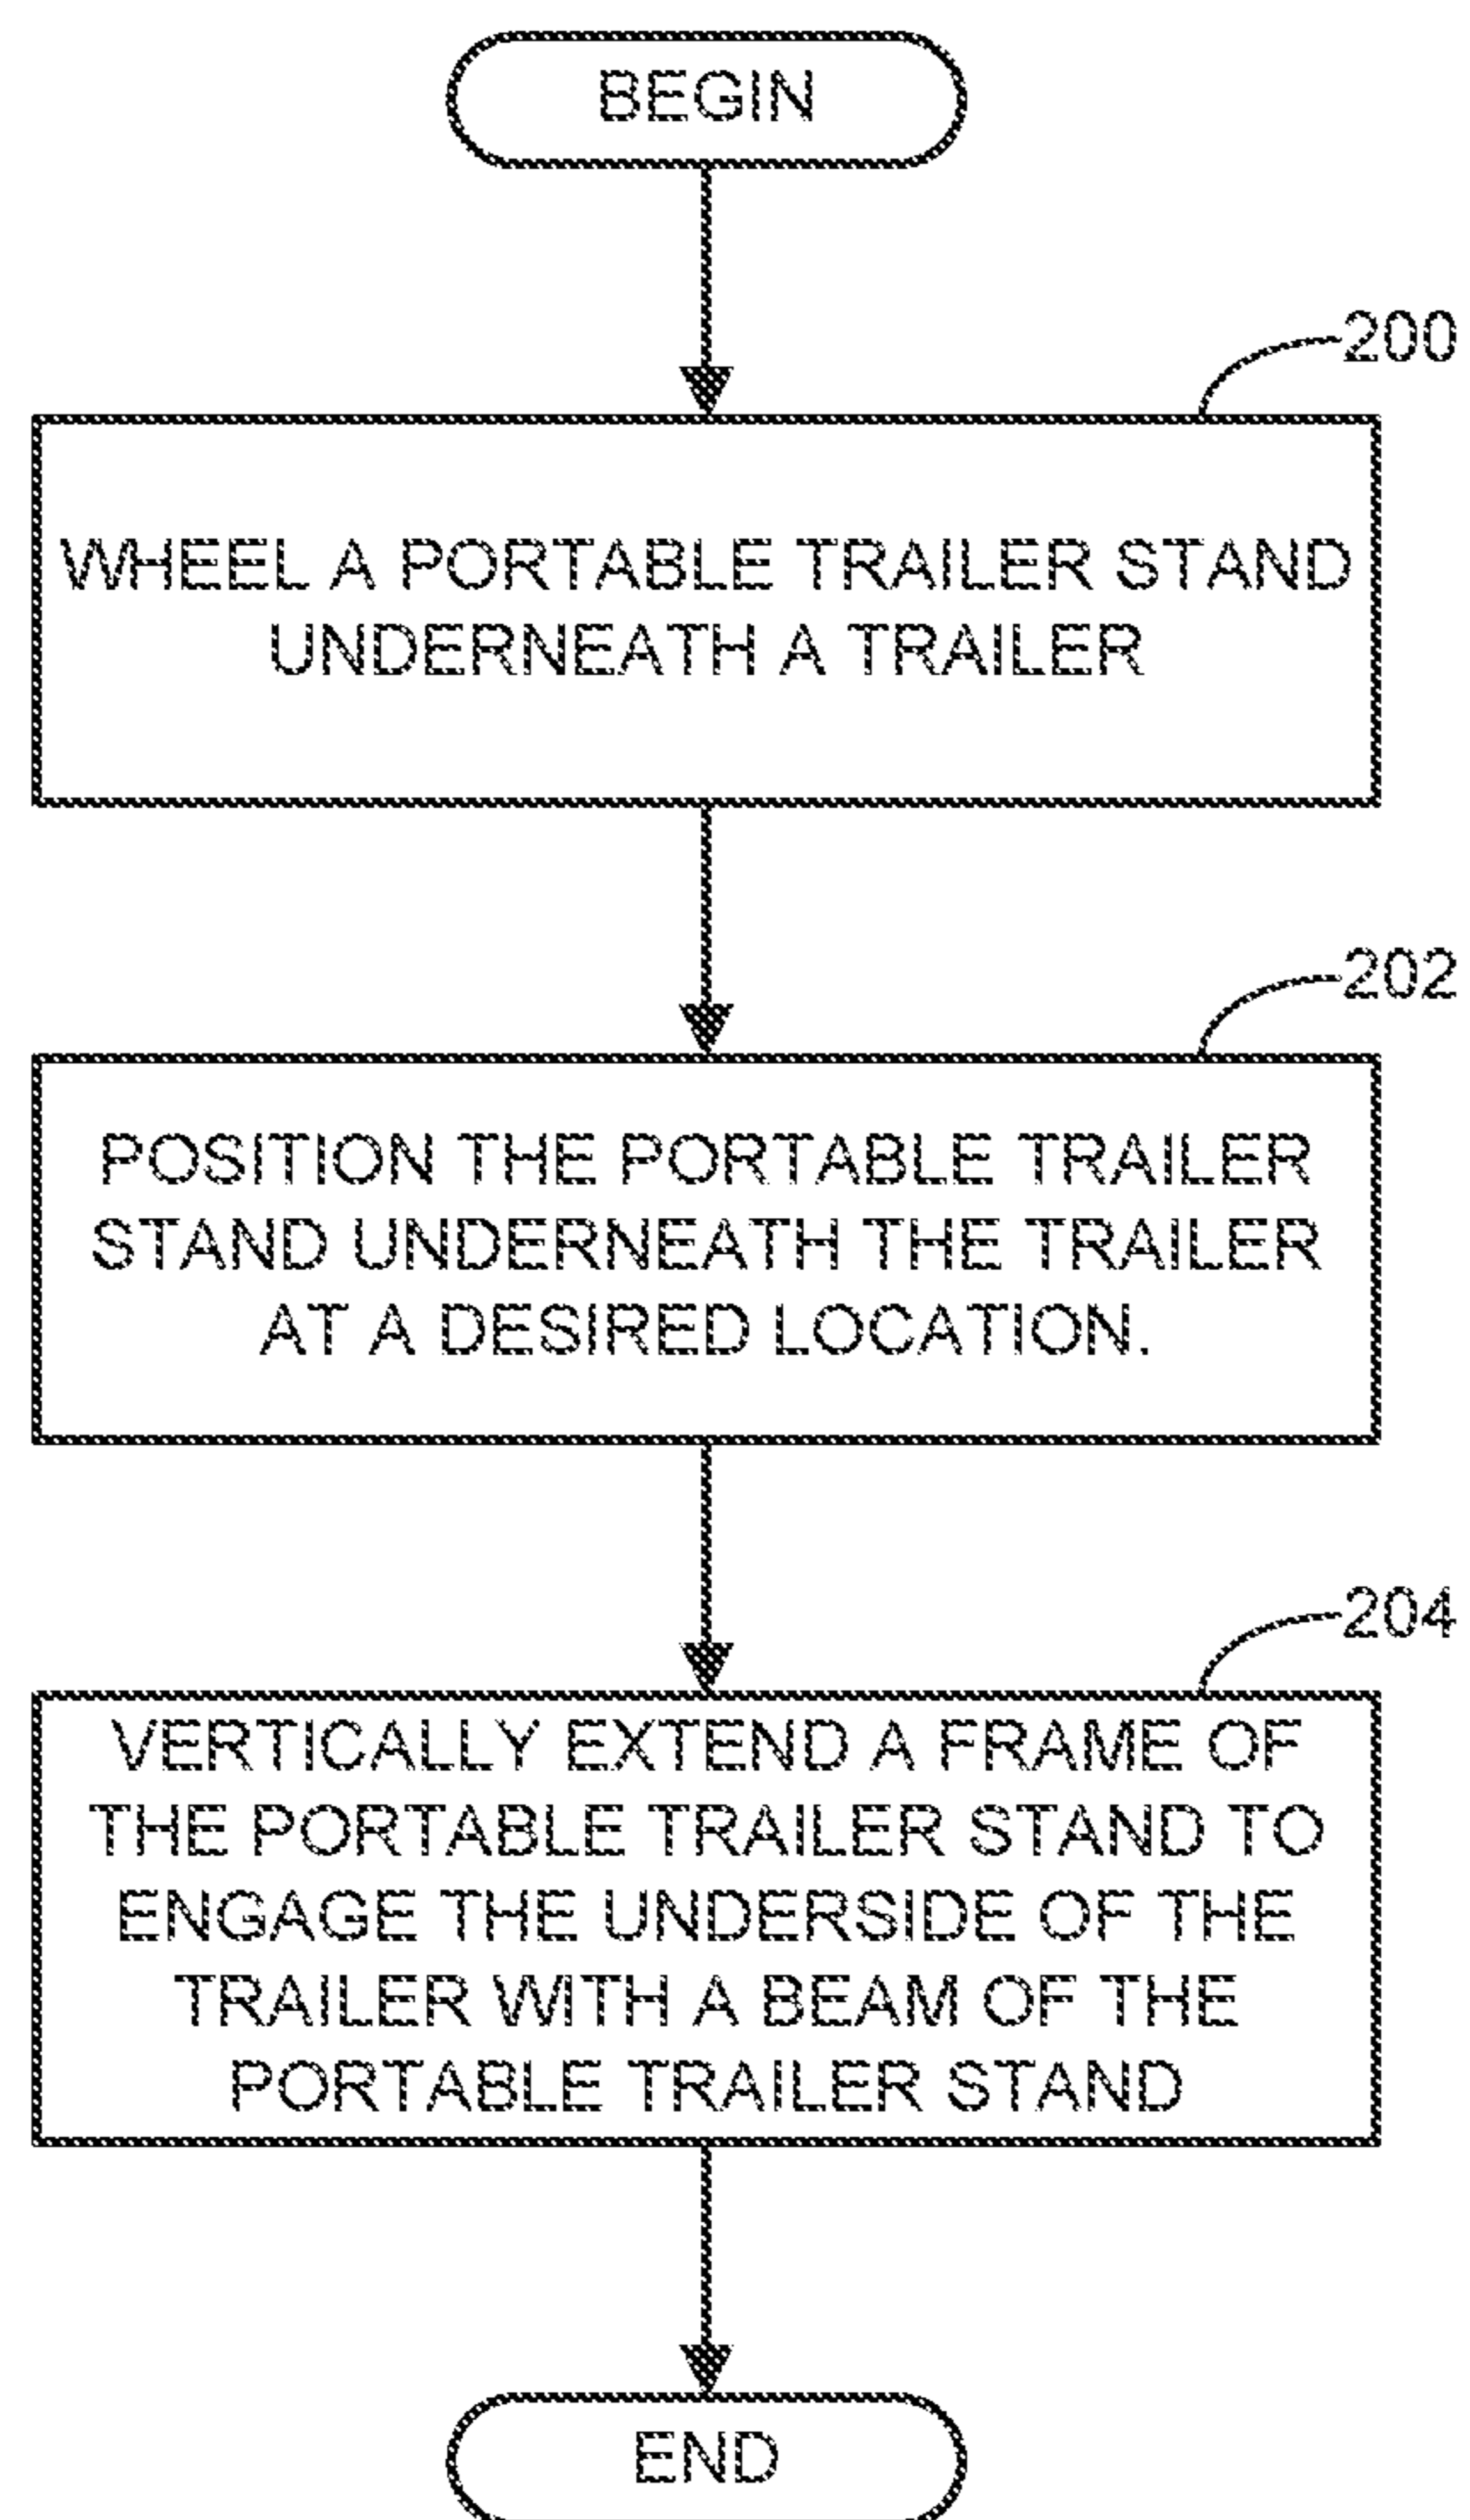 BEGIN
200
WHEEL A PORTABLE TRAILER STAND
UNDERNEATH A TRAILER
202
POSITION THE PORTABLE TRAILER
STAND UNDERNEATH THE TRAILER
AT A DESIRED LOCATION.
204
VERTICALLY EXTEND A FRAME OF
THE PORTABLE TRAILER STAND TO
ENGAGE THE UNDERSIDE OF THE
TRAILER WITH A BEAM OF THE
PORTABLE TRAILER STAND
END